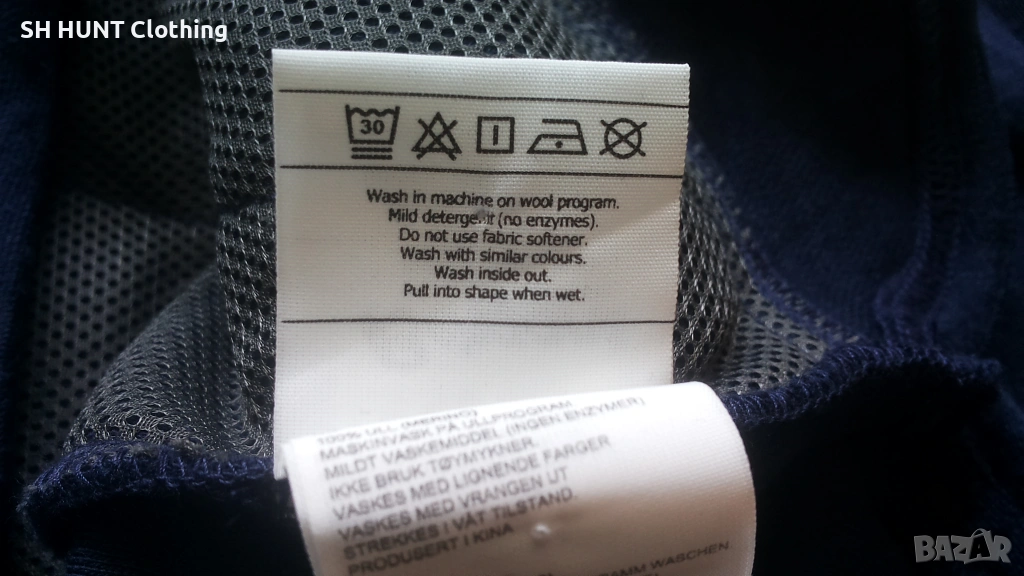 SH HUNT Clothing
30
Wash in machine on wool program.
Mild detergent (no enzymes).
Do not use fabric softener.
Wash with similar colours.
Wash inside out.
Pull into shape when wet.
100% ULL (MERINO)
MASKINVASK PÅ ULLPROGRAM
MILDT VASKEMIDDEL (INGEN ENZYMER)
IKKE BRUK TØYMYKNER.
VASKES MED LIGNENDE FARGER
VASKES MED VRANGEN UT
STREKKES I VÅT TILSTAND.
PRODUSERT I KINA
WASCHEN.
BAZAR